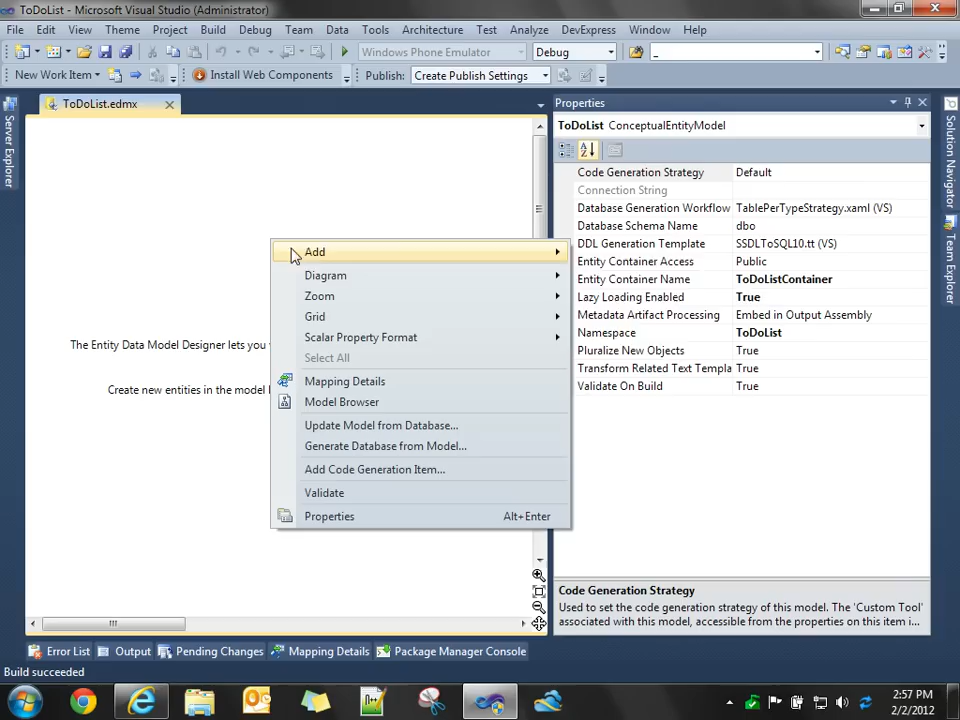 ToDoList - Microsoft Visual Studio (Administrator)
File Edit View Theme Project Build Debug Team Data Tools Architecture Test Analyze DevExpress Window Help
Windows Phone Emulator Debug _
New Work Item Install Web Components Publish: Create Publish Settings
Server Explorer
ToDoList.edmx
The Entity Data Model Designer lets you
Create new entities in the model
Add
Diagram
Zoom
Grid
Scalar Property Format
Select All
Mapping Details
Model Browser
Update Model from Database...
Generate Database from Model...
Add Code Generation Item...
Validate
Properties Alt+Enter
Properties
ToDoList ConceptualEntityModel
Code Generation Strategy Default
Connection String
Database Generation Workflow TablePerTypeStrategy.xaml (VS)
Database Schema Name dbo
DDL Generation Template SSDLToSQL10.tt (VS)
Entity Container Access Public
Entity Container Name ToDoListContainer
Lazy Loading Enabled True
Metadata Artifact Processing Embed in Output Assembly
Namespace ToDoList
Pluralize New Objects True
Transform Related Text Templa True
Validate On Build True
Code Generation Strategy
Used to set the code generation strategy of this model. The 'Custom Tool'
associated with this model, accessible from the properties on this item i...
Solution Navigator
Team Explorer
Error List Output Pending Changes Mapping Details Package Manager Console
Build succeeded
2:57 PM
2/2/2012